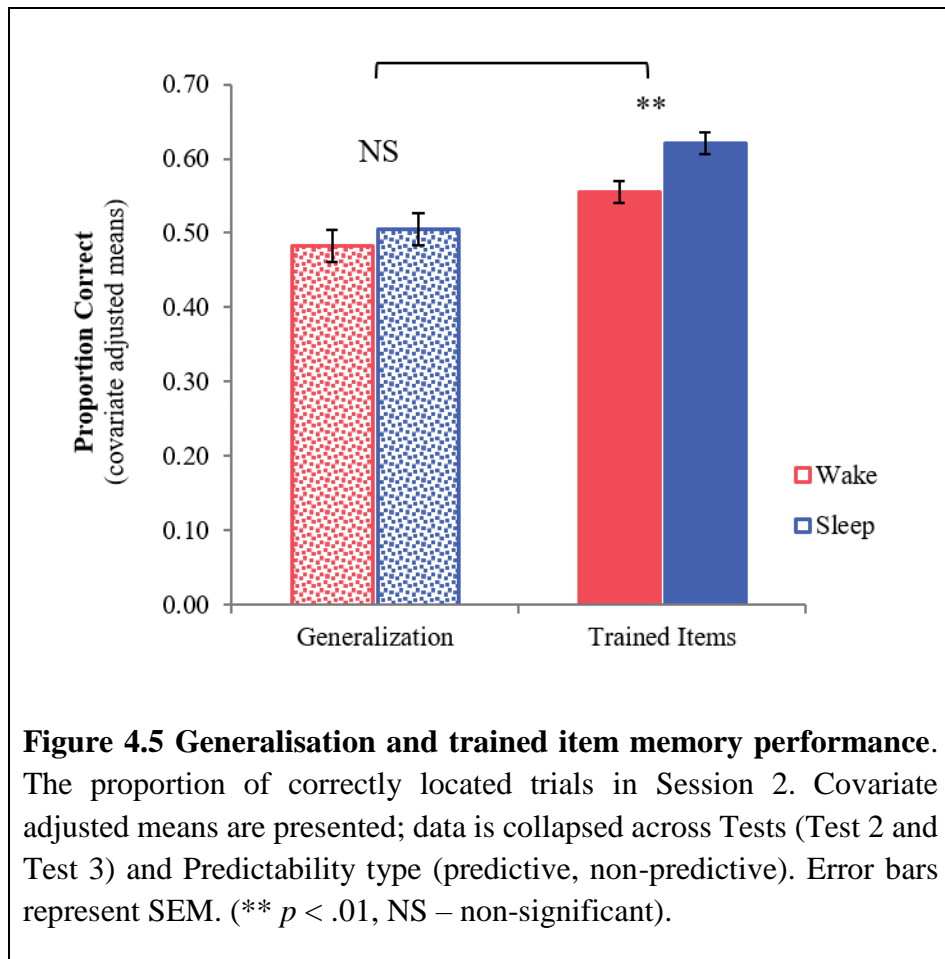 0.70
**
0.60
NS
0.50
0.40
0.30
0.20
0.10
0.00
Proportion Correct
(covariate adjusted means)
Wake
Sleep
Generalization Trained Items
Figure 4.5 Generalisation and trained item memory performance.
The proportion of correctly located trials in Session 2. Covariate
adjusted means are presented; data is collapsed across Tests (Test 2 and
Test 3) and Predictability type (predictive, non-predictive). Error bars
represent SEM. (** p < .01, NS – non-significant).